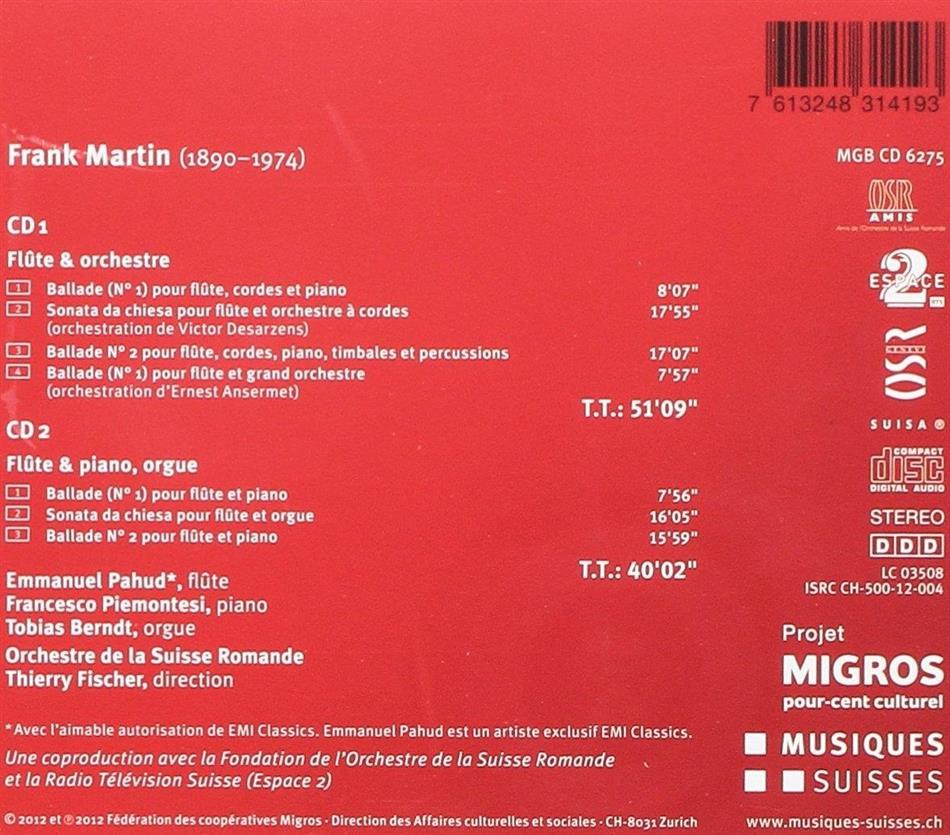 7 613248 314193
Frank Martin (1890–1974)
MGB CD 6275
OSR
AMIS
Amis de l'Orchestre de la Suisse Romande
CD 1
Flûte & orchestre
1 Ballade (N° 1) pour flûte, cordes et piano 8'07"
2 Sonata da chiesa pour flûte et orchestre à cordes 17'55"
(orchestration de Victor Desarzens)
3 Ballade N° 2 pour flûte, cordes, piano, timbales et percussions 17'07"
4 Ballade (N° 1) pour flûte et grand orchestre 7'57"
(orchestration d'Ernest Ansermet)
T.T.: 51'09"
ESPACE 2
OSR
SUISA ®
CD 2
Flûte & piano, orgue
1 Ballade (N° 1) pour flûte et piano 7'56"
2 Sonata da chiesa pour flûte et orgue 16'05"
3 Ballade N° 2 pour flûte et piano 15'59"
T.T.: 40'02"
COMPACT
disc
DIGITAL AUDIO
STEREO
DDD
LC 03508
ISRC CH-500-12-004
Emmanuel Pahud*, flûte
Francesco Piemontesi, piano
Tobias Berndt, orgue
Orchestre de la Suisse Romande
Thierry Fischer, direction
Projet
MIGROS
pour-cent culturel
*Avec l'aimable autorisation de EMI Classics. Emmanuel Pahud est un artiste exclusif EMI Classics.
Une coproduction avec la Fondation de l'Orchestre de la Suisse Romande
et la Radio Télévision Suisse (Espace 2)
MUSIQUES
SUISSES
© 2012 et ℗ 2012 Fédération des coopératives Migros · Direction des Affaires culturelles et sociales · CH-8031 Zurich
www.musiques-suisses.ch